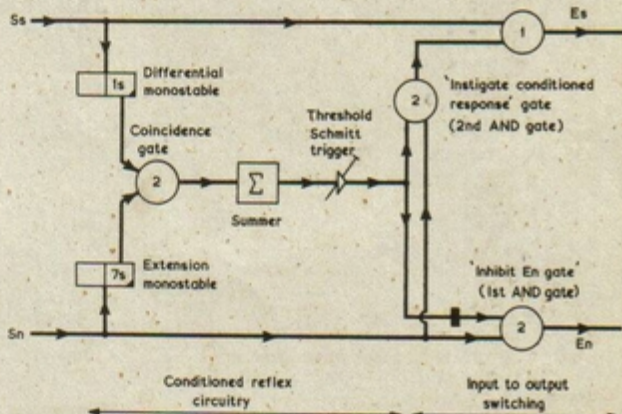 Ss
Es
1
1s
Differential
monostable
'Instigate conditioned
response' gate
(2nd AND gate)
2
Threshold
Schmitt
trigger
Coincidence
gate
2
Σ
Summer
7s
Extension
monostable
'Inhibit En gate'
(1st AND gate)
2
Sn
En
Conditioned reflex
circuitry
Input to output
switching